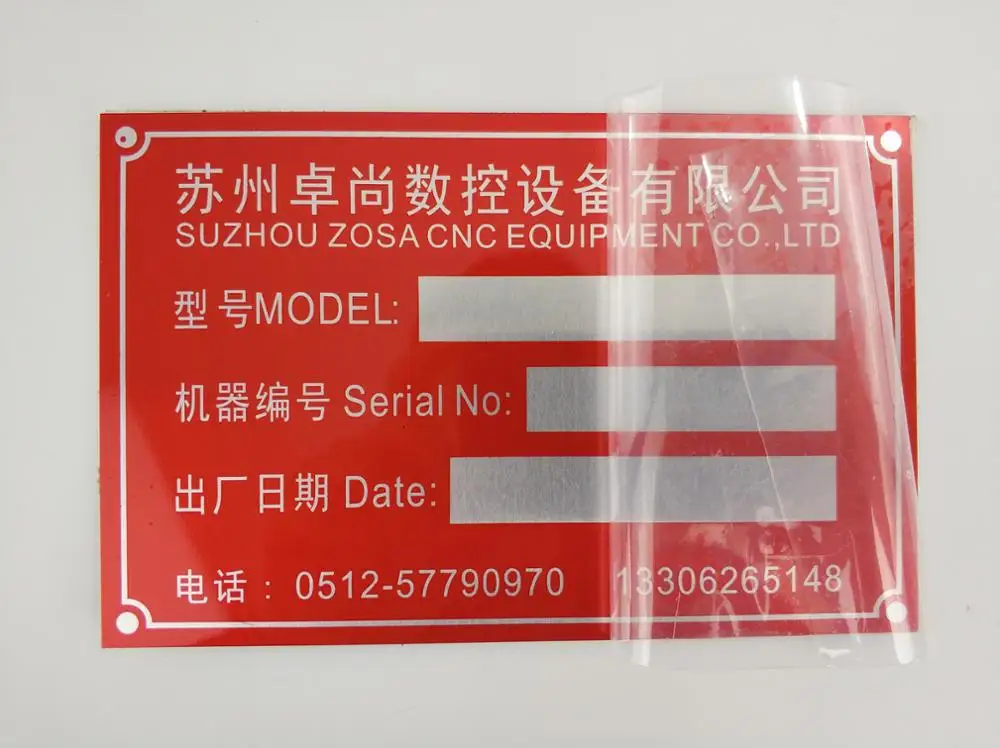 苏州卓尚数控设备有限公司
SUZHOU ZOSA CNC EQUIPMENT CO.,LTD
型号MODEL:
机器编号 Serial No:
出厂日期 Date:
电话： 0512-57790970 13306265148